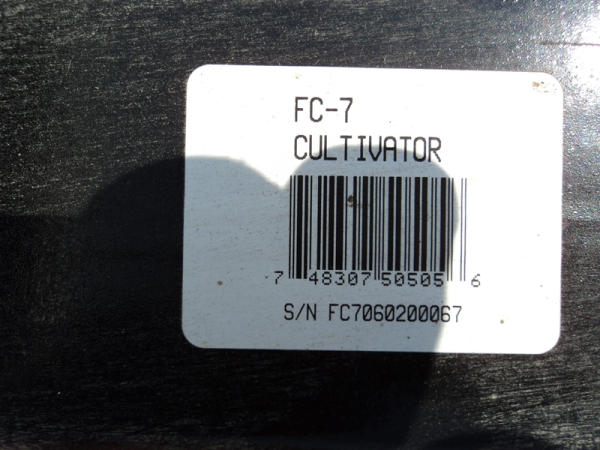 FC-7
CULTIVATOR
7 48307 50505 6
S/N FC7060200067